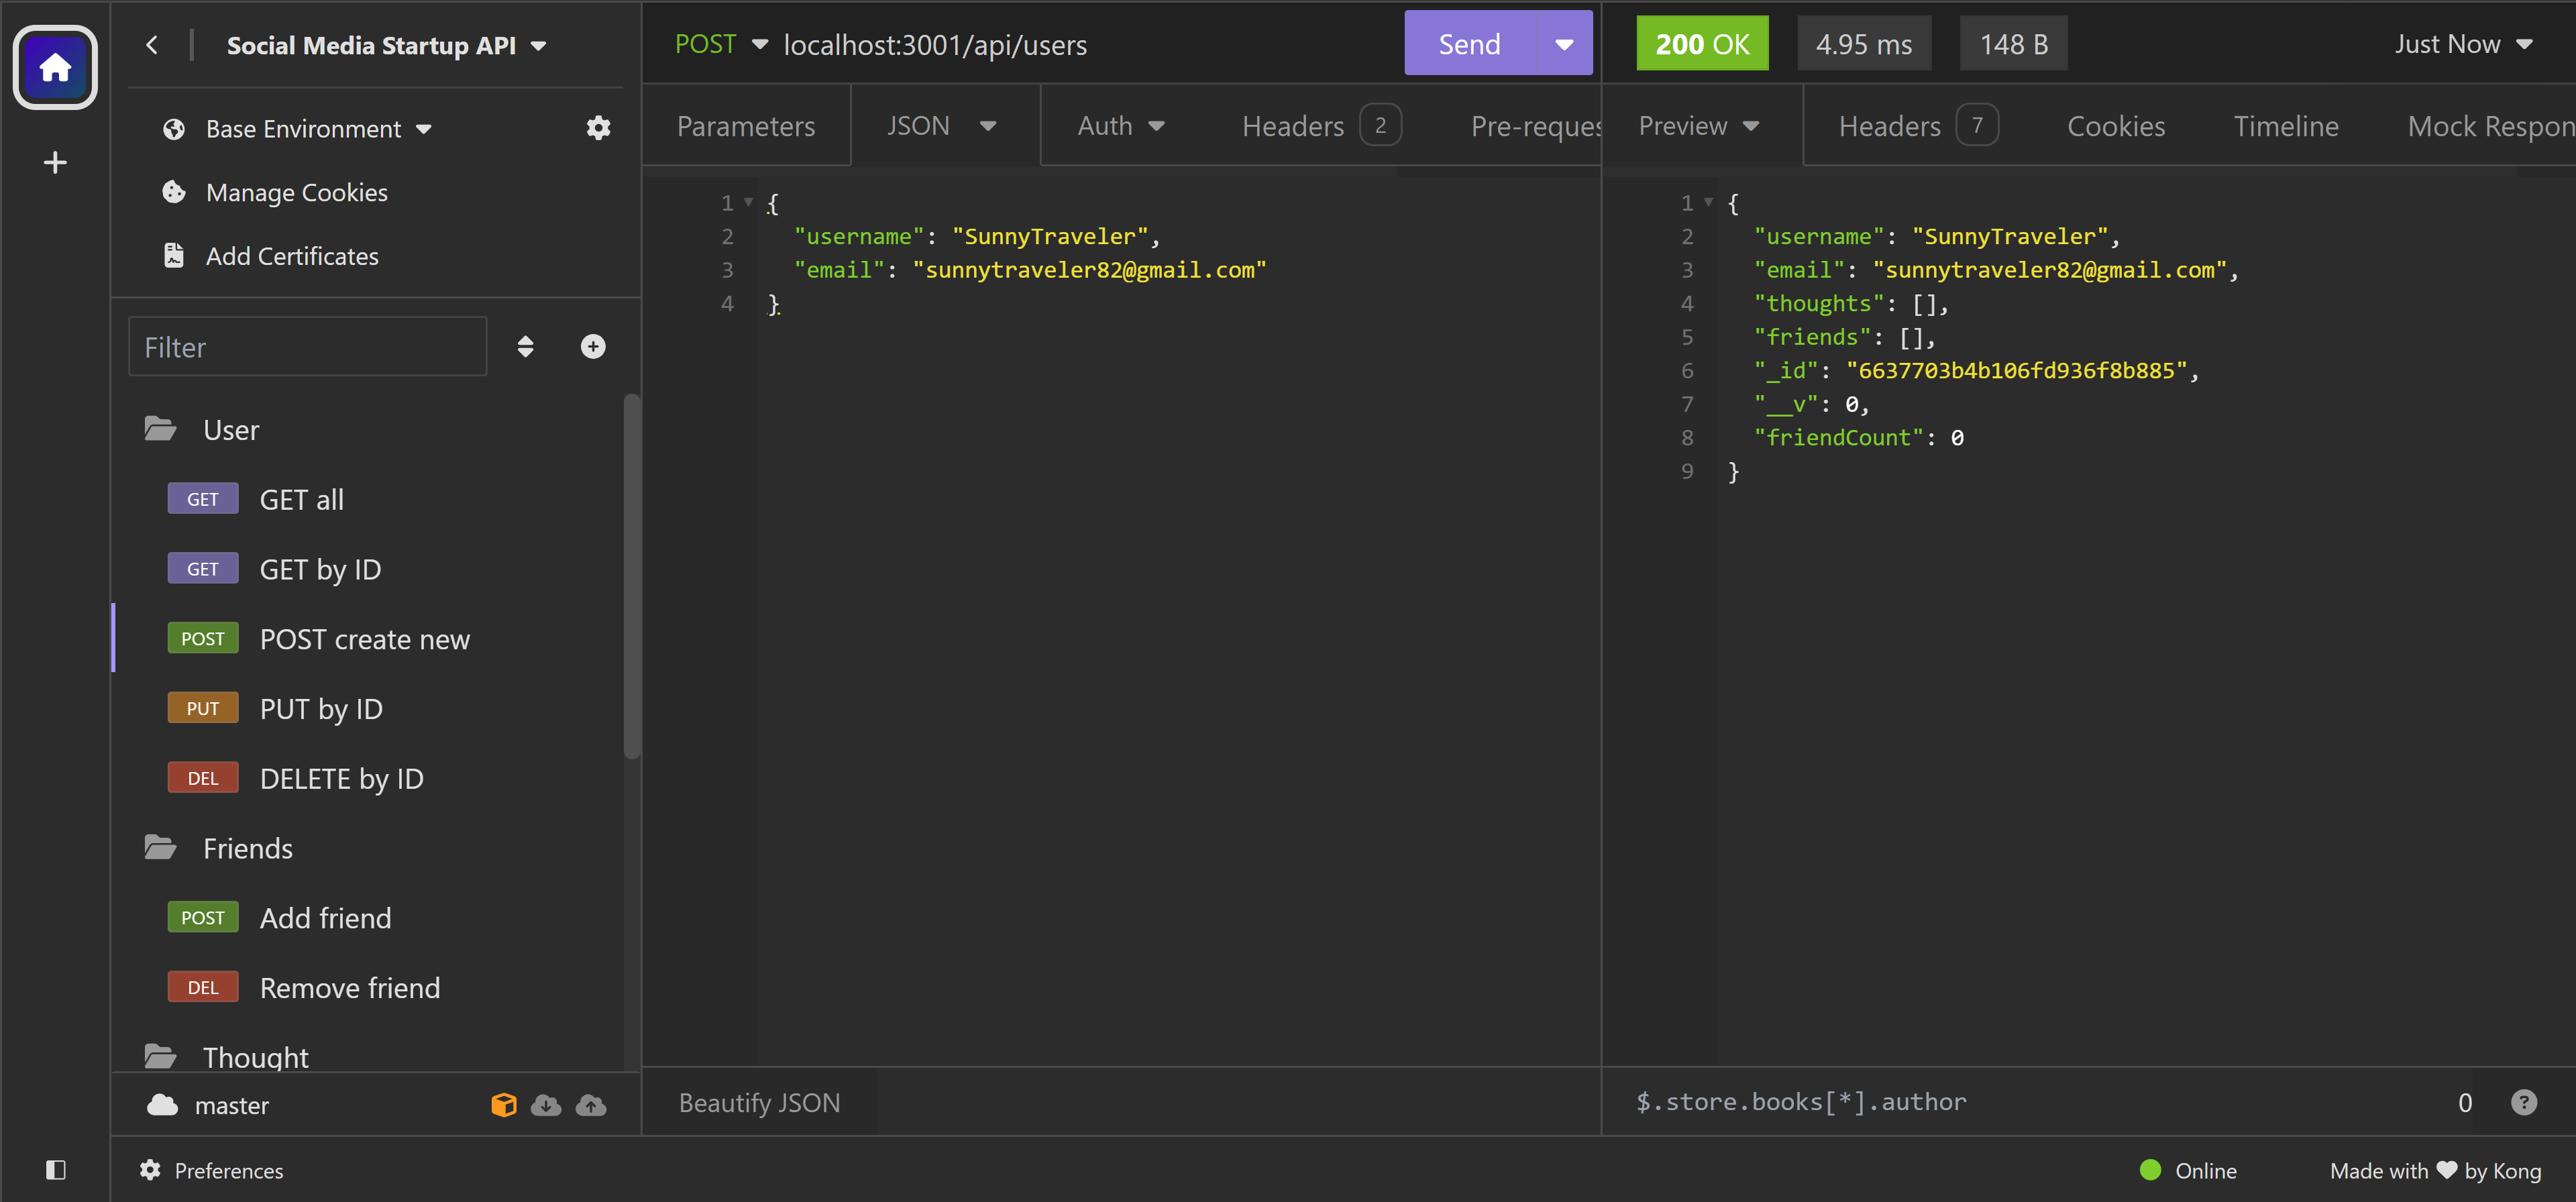 Social Media Startup API
Base Environment
Manage Cookies
Add Certificates
Filter
User
GET GET all
GET GET by ID
POST POST create new
PUT PUT by ID
DEL DELETE by ID
Friends
POST Add friend
DEL Remove friend
Thought
master
POST localhost:3001/api/users Send
Parameters JSON Auth Headers 2 Pre-reques
1 {
2 "username": "SunnyTraveler",
3 "email": "sunnytraveler82@gmail.com"
4 }
Beautify JSON
200 OK 4.95 ms 148 B Just Now
Preview Headers 7 Cookies Timeline Mock Respon
1 {
2 "username": "SunnyTraveler",
3 "email": "sunnytraveler82@gmail.com",
4 "thoughts": [],
5 "friends": [],
6 "_id": "6637703b4b106fd936f8b885",
7 "__v": 0,
8 "friendCount": 0
9 }
$.store.books[*].author 0 ?
Preferences Online Made with ♥ by Kong